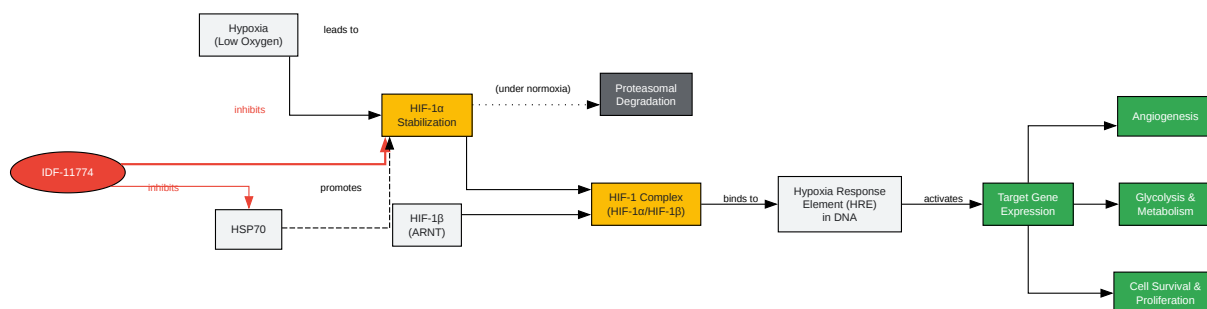 Hypoxia
(Low Oxygen)
leads to
inhibits
HIF-1α
Stabilization
(under normoxia)
Proteasomal
Degradation
IDF-11774
inhibits
HSP70
promotes
HIF-1β
(ARNT)
HIF-1 Complex
(HIF-1α/HIF-1β)
binds to
Hypoxia Response
Element (HRE)
in DNA
activates
Target Gene
Expression
Angiogenesis
Glycolysis &
Metabolism
Cell Survival &
Proliferation